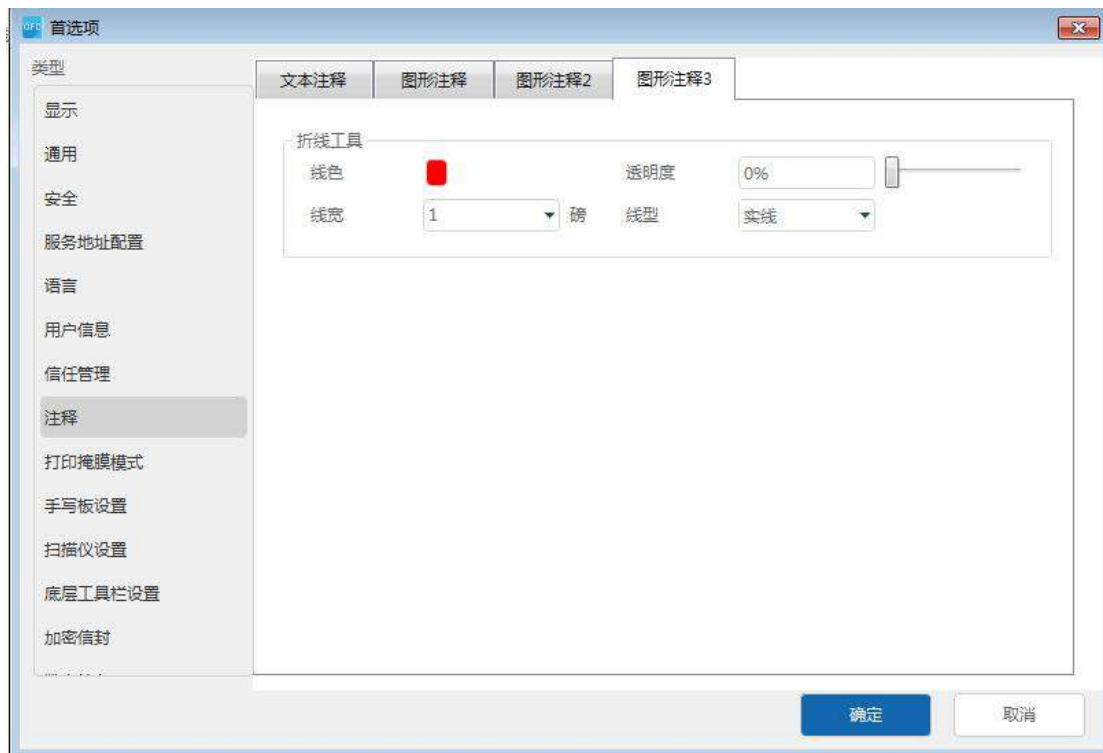 OFD 首选项
类型
显示
通用
安全
服务地址配置
语言
用户信息
信任管理
注释
打印掩膜模式
手写板设置
扫描仪设置
底层工具栏设置
加密信封
文本注释 图形注释 图形注释2 图形注释3
折线工具
线色 透明度 0%
线宽 1 磅 线型 实线
确定 取消